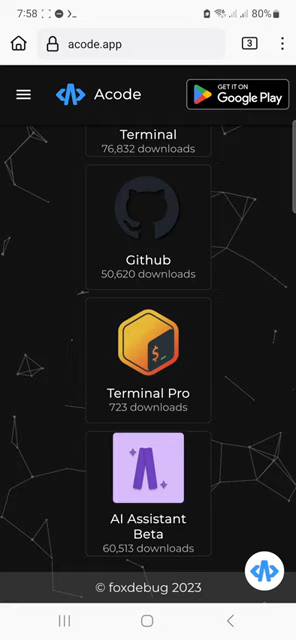 7:58
80%
acode.app
3
Acode
GET IT ON
Google Play
Terminal
76,832 downloads
Github
50,620 downloads
$_
Terminal Pro
723 downloads
AI Assistant
Beta
60,513 downloads
© foxdebug 2023